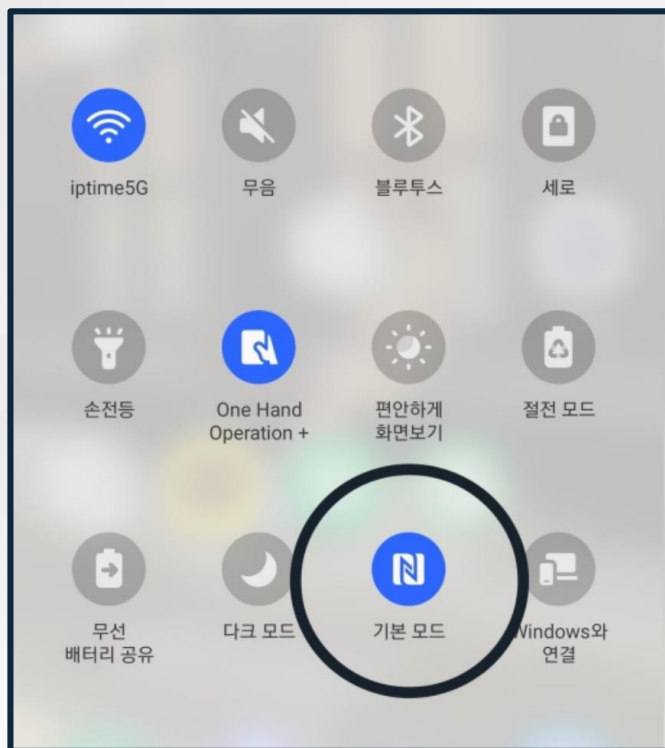 iptime5G
무음
블루투스
세로
손전등
One Hand
Operation +
편안하게
화면보기
절전 모드
무선
배터리 공유
다크 모드
기본 모드
Windows와
연결